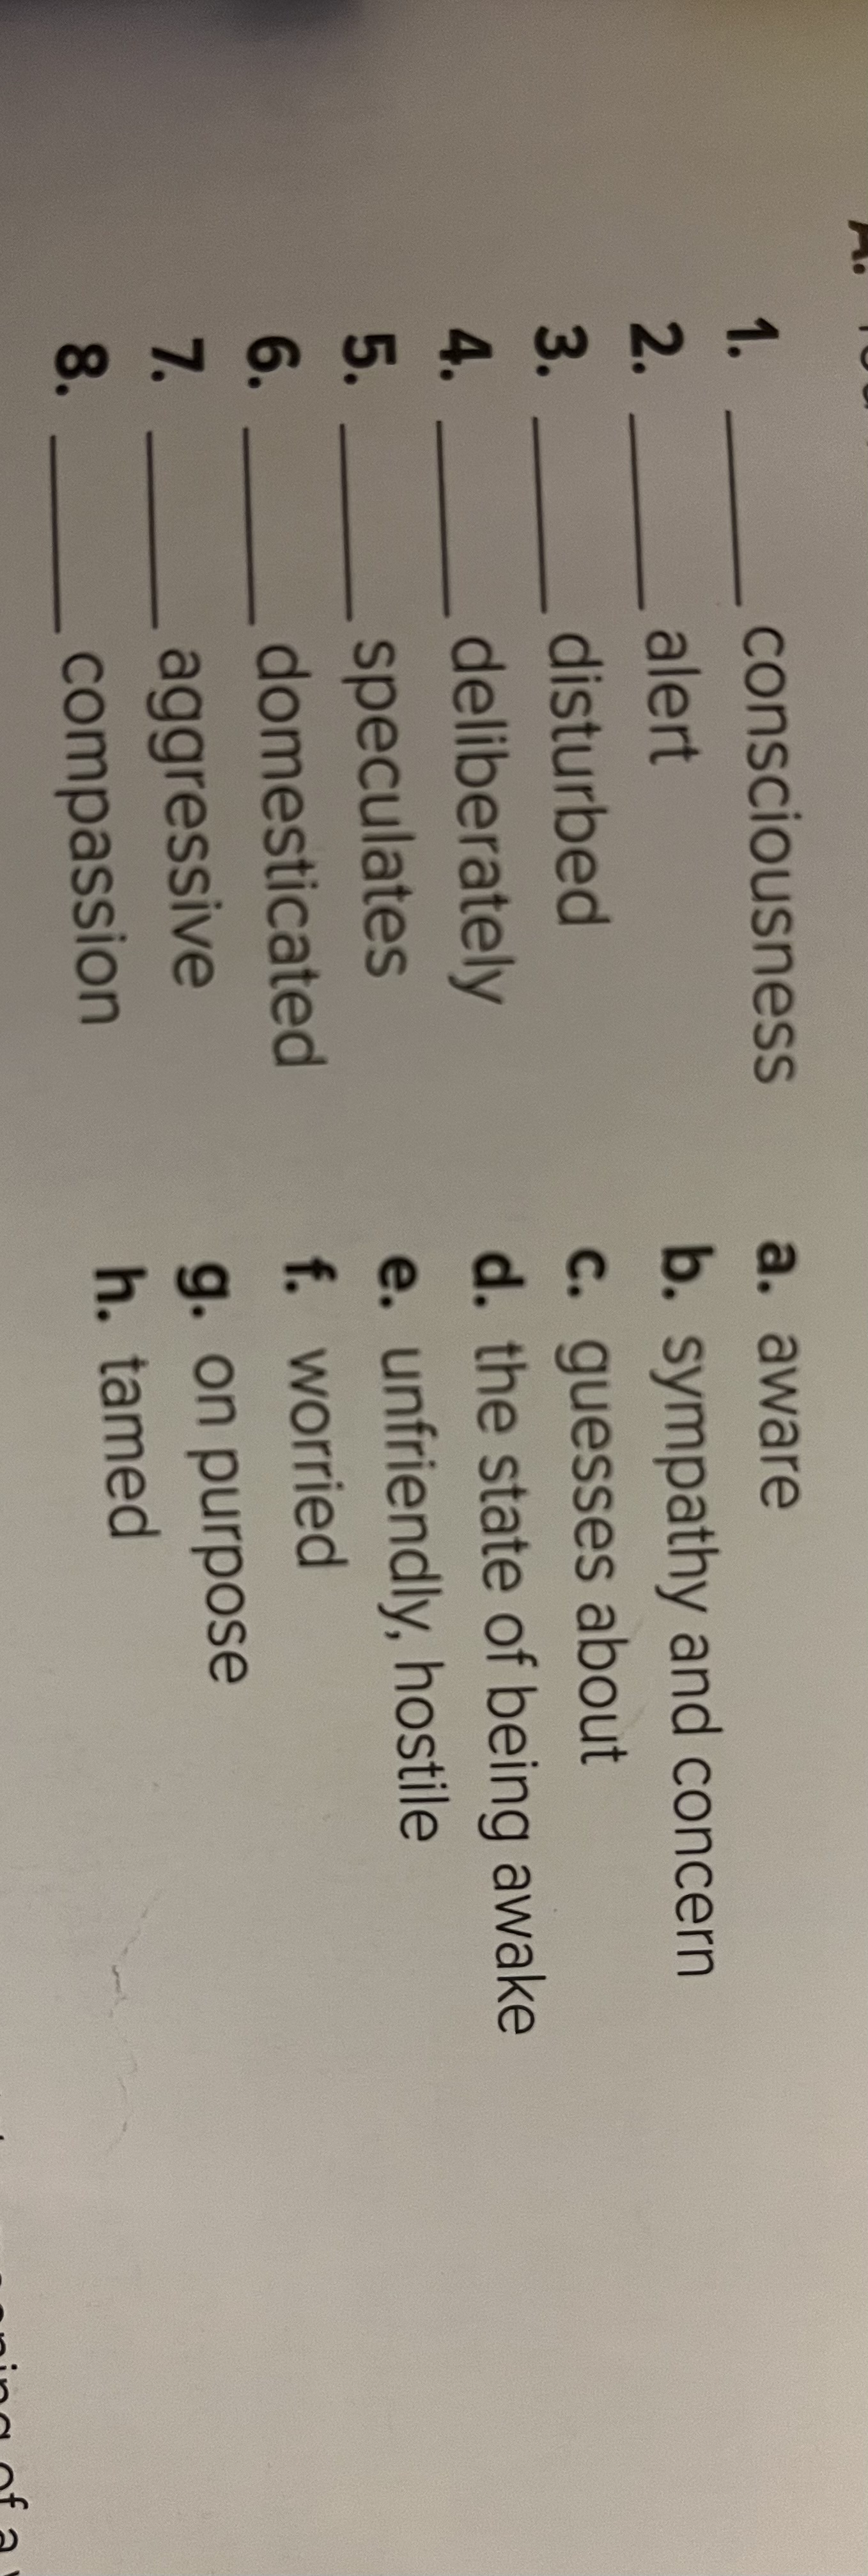 A.
1. ______ consciousness
2. ______ alert
3. ______ disturbed
4. ______ deliberately
5. ______ speculates
6. ______ domesticated
7. ______ aggressive
8. ______ compassion
a. aware
b. sympathy and concern
c. guesses about
d. the state of being awake
e. unfriendly, hostile
f. worried
g. on purpose
h. tamed
of a